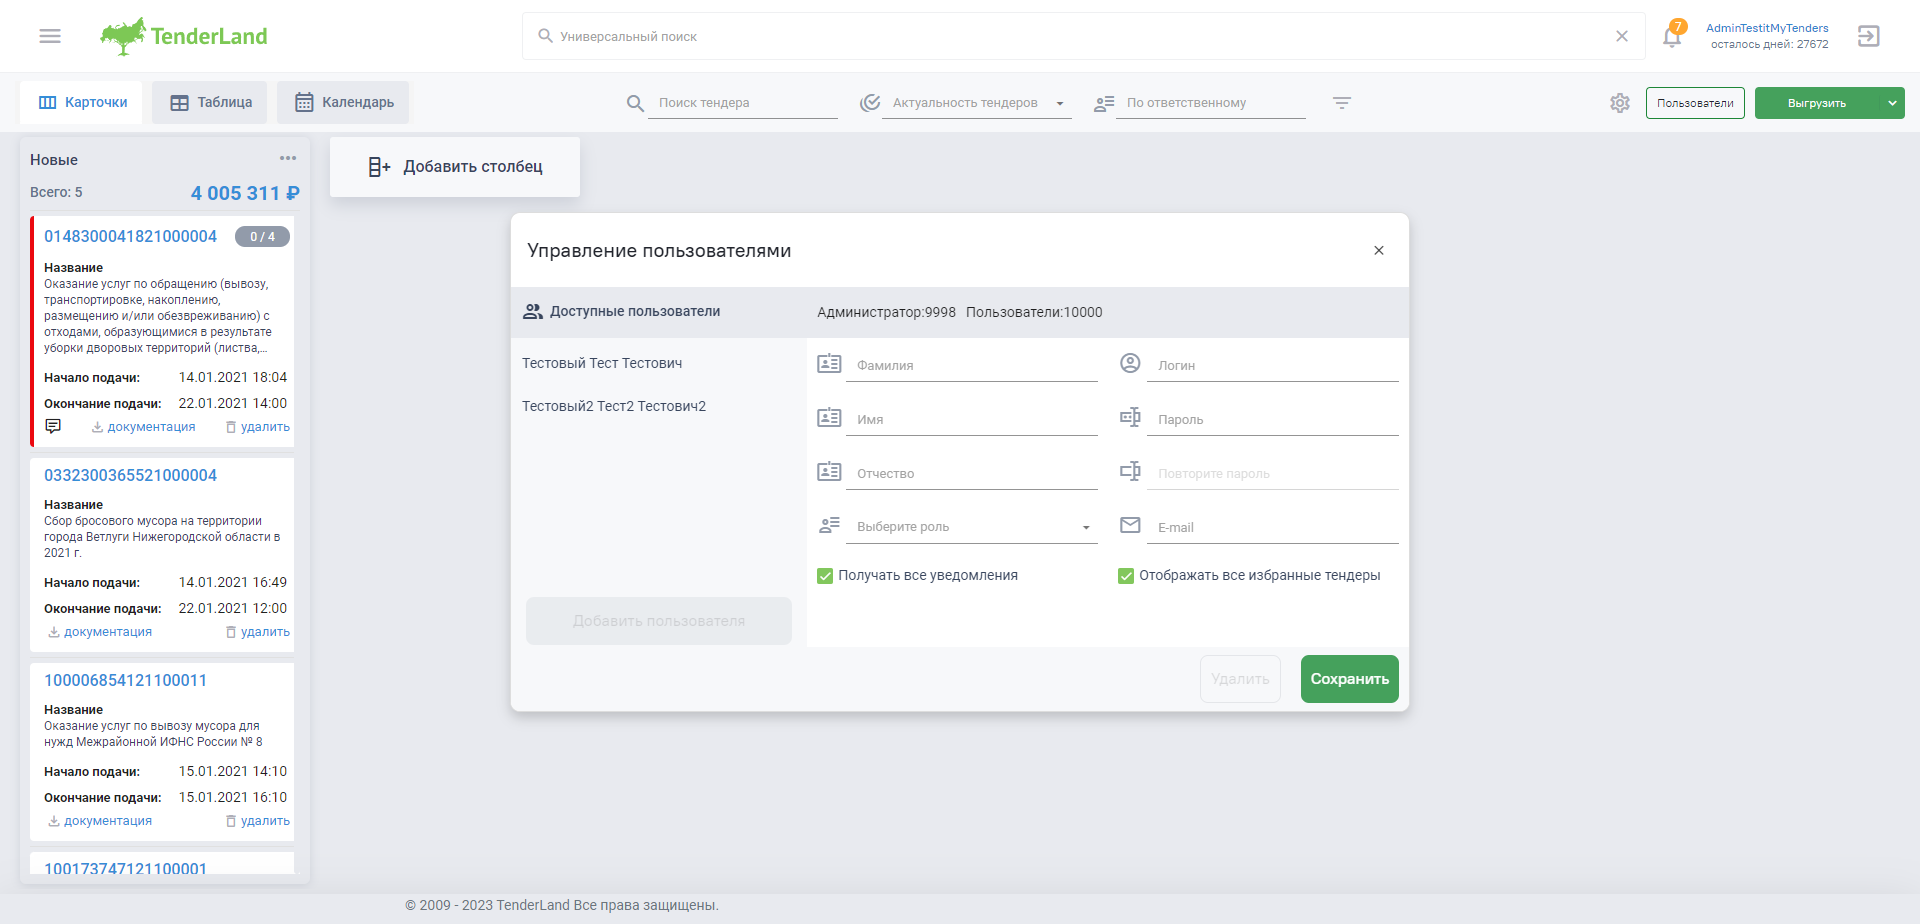 TenderLand
Универсальный поиск
7
AdminTestitMyTenders
осталось дней: 27672
Карточки
Таблица
Календарь
Поиск тендера
Актуальность тендеров
По ответственному
Пользователи
Выгрузить
Новые
Всего: 5
4 005 311 ₽
0148300041821000004
0 / 4
Название
Оказание услуг по обращению (вывозу,
транспортировке, накоплению,
размещению и/или обезвреживанию) с
отходами, образующимися в результате
уборки дворовых территорий (листва,...
Начало подачи: 14.01.2021 18:04
Окончание подачи: 22.01.2021 14:00
документация
удалить
0332300365521000004
Название
Сбор бросового мусора на территории
города Ветлуги Нижегородской области в
2021 г.
Начало подачи: 14.01.2021 16:49
Окончание подачи: 22.01.2021 12:00
документация
удалить
100006854121100011
Название
Оказание услуг по вывозу мусора для
нужд Межрайонной ИФНС России № 8
Начало подачи: 15.01.2021 14:10
Окончание подачи: 15.01.2021 16:10
документация
удалить
100173747121100001
Добавить столбец
Управление пользователями
Доступные пользователи
Администратор:9998 Пользователи:10000
Тестовый Тест Тестович
Тестовый2 Тест2 Тестович2
Добавить пользователя
Фамилия
Логин
Имя
Пароль
Отчество
Повторите пароль
Выберите роль
E-mail
Получать все уведомления
Отображать все избранные тендеры
Удалить
Сохранить
© 2009 - 2023 TenderLand Все права защищены.